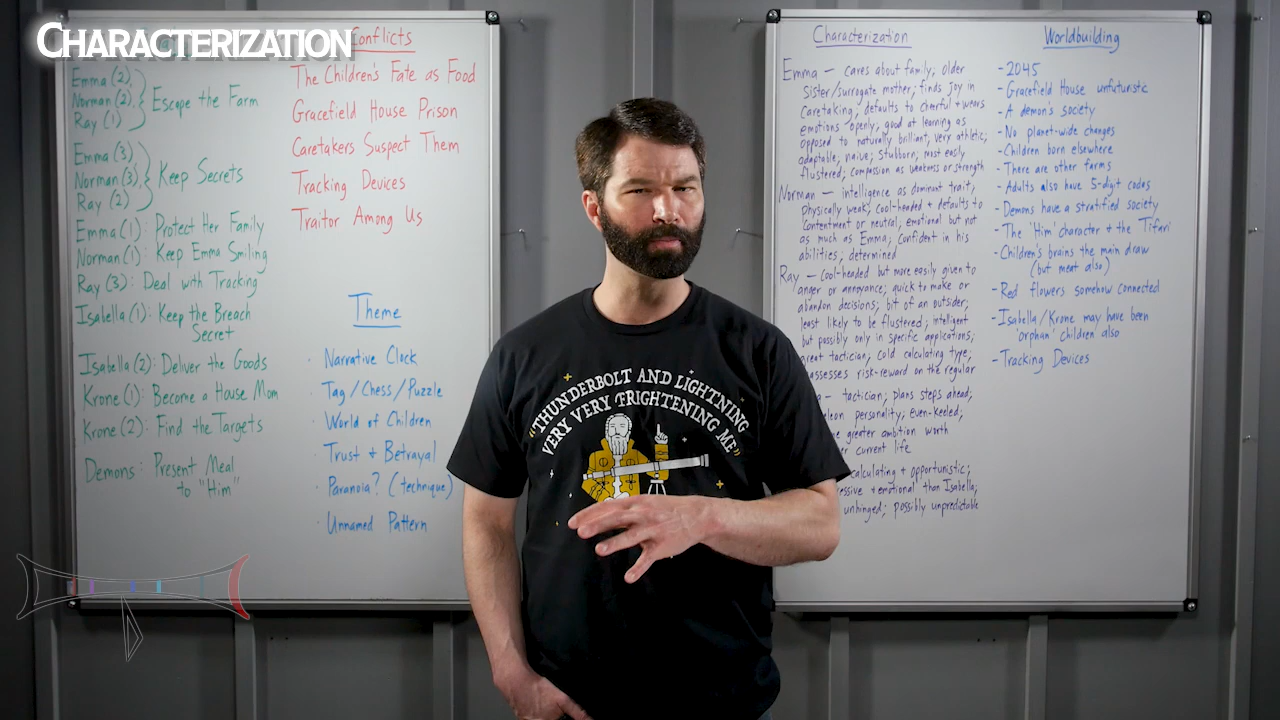 Characterization
Conflicts
Emma (2),
Norman (2),
Ray (1)
Escape the Farm
Emma (3)
Norman (3),
Ray (2)
Keep Secrets
Emma (1): Protect Her Family
Norman (1): Keep Emma Smiling
Ray (3): Deal with Tracking
Isabella (1): Keep the Breach
Secret
Isabella (2): Deliver the Goods
Krone (1): Become a House Mom
Krone (2): Find the Targets
Demons: Present Meal
to "Him"
The Children's Fate as Food
Gracefield House Prison
Caretakers Suspect Them
Tracking Devices
Traitor Among Us
Theme
· Narrative Clock
· Tag/Chess/Puzzle
· World of Children
· Trust & Betrayal
· Paranoia? (technique)
· Unnamed Pattern
"Thunderbolt and Lightning
Very Very Frightening Me"
Characterization
Emma — cares about family; older
sister/surrogate mother; finds joy in
caretaking, defaults to cheerful & wears
emotions openly; good at learning as
opposed to naturally brilliant, very athletic;
adaptable, naive; stubborn; most easily
flustered; compassion as weakness or strength
Norman — intelligence as dominant trait;
physically weak; cool-headed & defaults to
contentment or neutral; emotional but not
as much as Emma; confident in his
abilities; determined
Ray — cool-headed but more easily given to
anger or annoyance; quick to make or
abandon decisions; bit of an outsider;
least likely to be flustered; intelligent
but possibly only in specific applications;
great tactician, cold calculating type,
assesses risk-reward on the regular
a — tactician; plans steps ahead;
leon personality; even-keeled;
e greater ambition worth
er current life
calculating & opportunistic;
essive & emotional than Isabella;
unhinged; possibly unpredictable
Worldbuilding
- 2045
- Gracefield House unfuturistic
- A demon's society
- No planet-wide changes
- Children born elsewhere
- There are other farms
- Adults also have 5-digit codes
- Demons have a stratified society
- The 'Him' character & the 'Tifari'
- Children's brains the main draw
(but meat also)
- Red flowers somehow connected
- Isabella/Krone may have been
'orphan' children also
- Tracking Devices